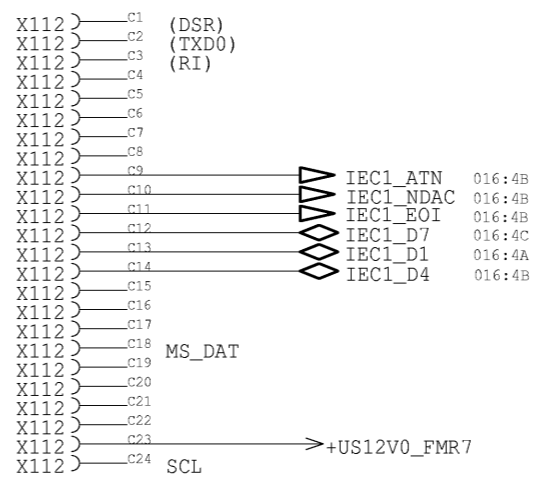 X112 C1 (DSR)
X112 C2 (TXD0)
X112 C3 (RI)
X112 C4
X112 C5
X112 C6
X112 C7
X112 C8
X112 C9 IEC1_ATN 016:4B
X112 C10 IEC1_NDAC 016:4B
X112 C11 IEC1_EOI 016:4B
X112 C12 IEC1_D7 016:4C
X112 C13 IEC1_D1 016:4A
X112 C14 IEC1_D4 016:4B
X112 C15
X112 C16
X112 C17
X112 C18 MS_DAT
X112 C19
X112 C20
X112 C21
X112 C22
X112 C23 +US12V0_FMR7
X112 C24 SCL